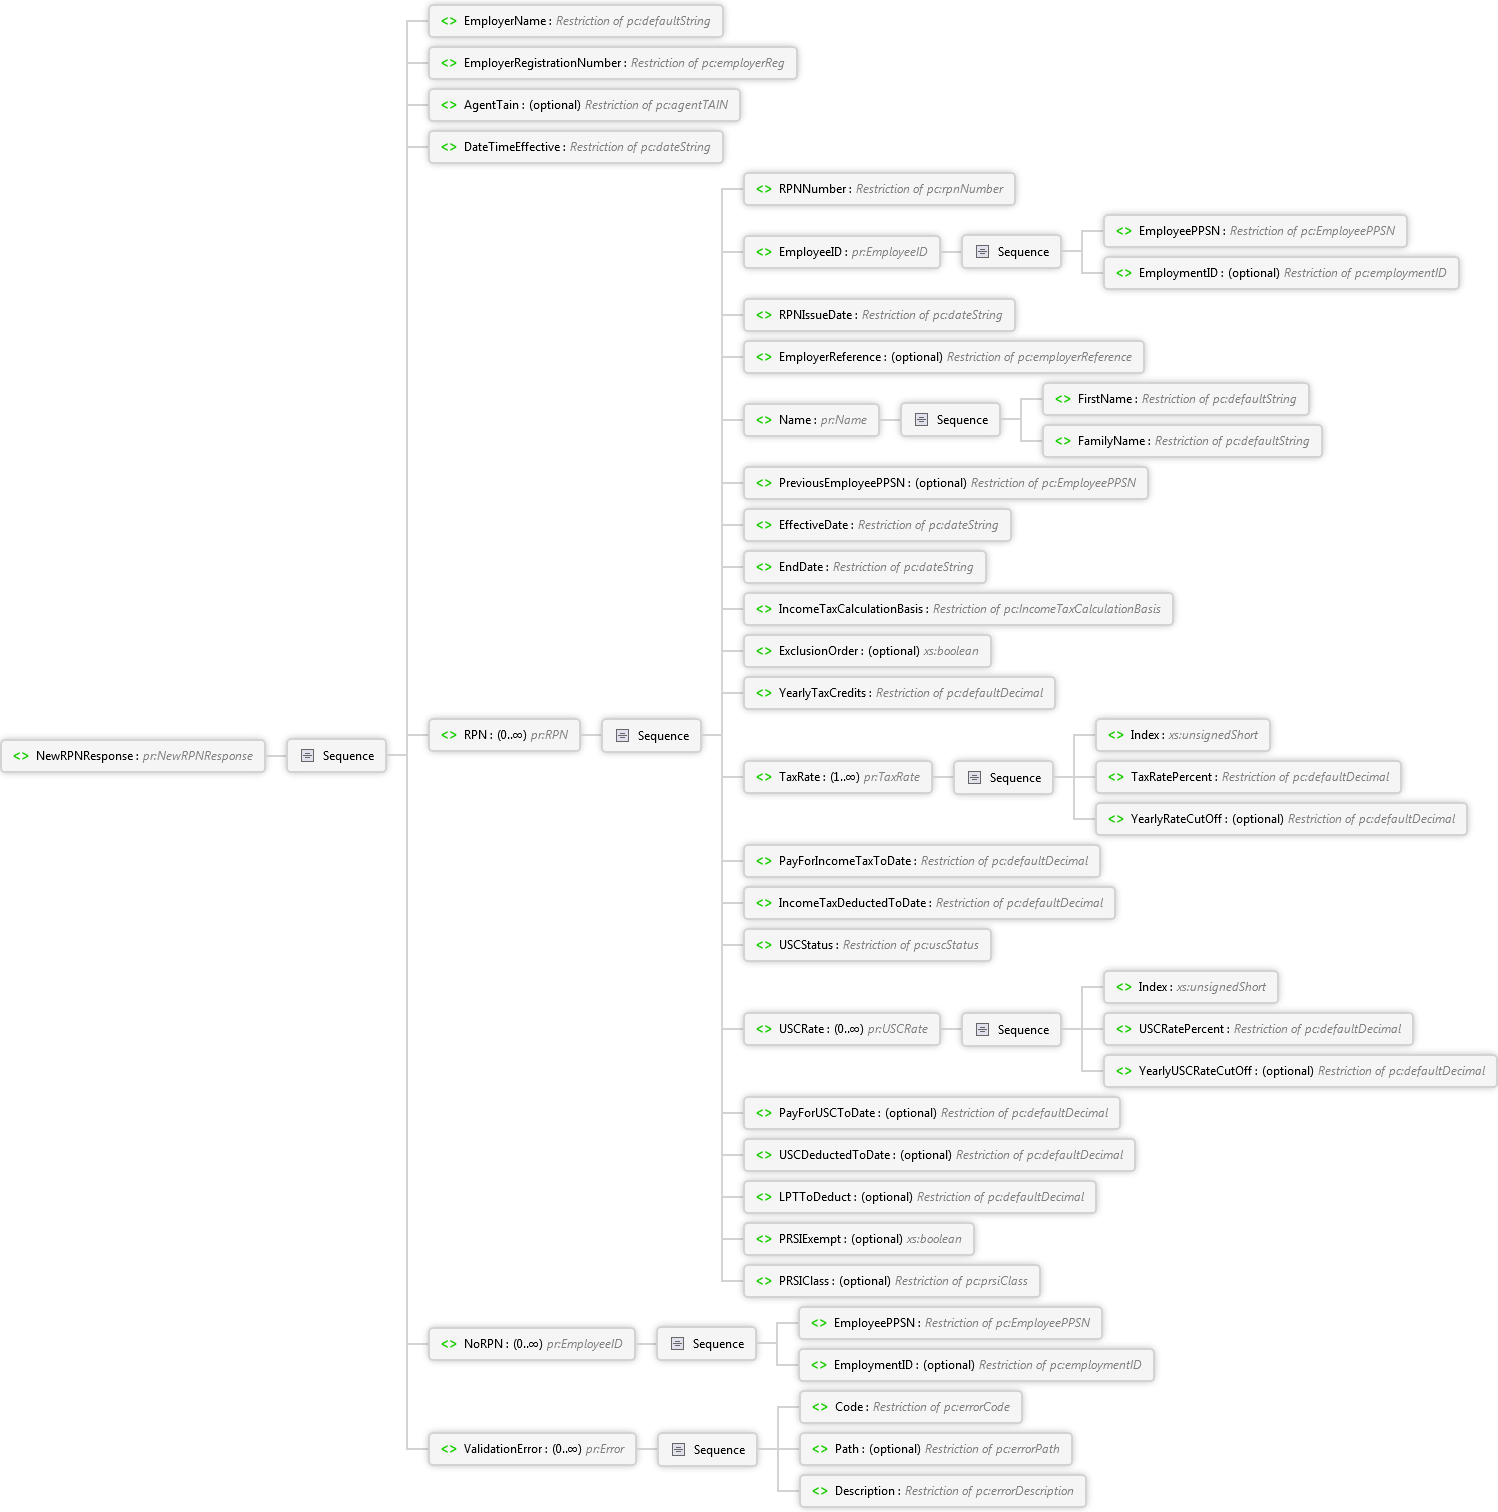 <> EmployerName : Restriction of pc:defaultString
<> EmployerRegistrationNumber : Restriction of pc:employerReg
<> AgentTain : (optional) Restriction of pc:agentTAIN
<> DateTimeEffective : Restriction of pc:dateString
<> RPNNumber : Restriction of pc:rpnNumber
<> EmployeePPSN : Restriction of pc:EmployeePPSN
<> EmployeeID : pr:EmployeeID Sequence
<> EmploymentID : (optional) Restriction of pc:employmentID
<> RPNIssueDate : Restriction of pc:dateString
<> EmployerReference : (optional) Restriction of pc:employerReference
<> FirstName : Restriction of pc:defaultString
<> Name : pr:Name Sequence
<> FamilyName : Restriction of pc:defaultString
<> PreviousEmployeePPSN : (optional) Restriction of pc:EmployeePPSN
<> EffectiveDate : Restriction of pc:dateString
<> EndDate : Restriction of pc:dateString
<> IncomeTaxCalculationBasis : Restriction of pc:IncomeTaxCalculationBasis
<> ExclusionOrder : (optional) xs:boolean
<> YearlyTaxCredits : Restriction of pc:defaultDecimal
<> RPN : (0..∞) pr:RPN Sequence
<> Index : xs:unsignedShort
<> NewRPNResponse : pr:NewRPNResponse Sequence
<> TaxRate : (1..∞) pr:TaxRate Sequence
<> TaxRatePercent : Restriction of pc:defaultDecimal
<> YearlyRateCutOff : (optional) Restriction of pc:defaultDecimal
<> PayForIncomeTaxToDate : Restriction of pc:defaultDecimal
<> IncomeTaxDeductedToDate : Restriction of pc:defaultDecimal
<> USCStatus : Restriction of pc:uscStatus
<> Index : xs:unsignedShort
<> USCRate : (0..∞) pr:USCRate Sequence
<> USCRatePercent : Restriction of pc:defaultDecimal
<> YearlyUSCRateCutOff : (optional) Restriction of pc:defaultDecimal
<> PayForUSCToDate : (optional) Restriction of pc:defaultDecimal
<> USCDeductedToDate : (optional) Restriction of pc:defaultDecimal
<> LPTToDeduct : (optional) Restriction of pc:defaultDecimal
<> PRSIExempt : (optional) xs:boolean
<> PRSIClass : (optional) Restriction of pc:prsiClass
<> EmployeePPSN : Restriction of pc:EmployeePPSN
<> NoRPN : (0..∞) pr:EmployeeID Sequence
<> EmploymentID : (optional) Restriction of pc:employmentID
<> Code : Restriction of pc:errorCode
<> ValidationError : (0..∞) pr:Error Sequence
<> Path : (optional) Restriction of pc:errorPath
<> Description : Restriction of pc:errorDescription